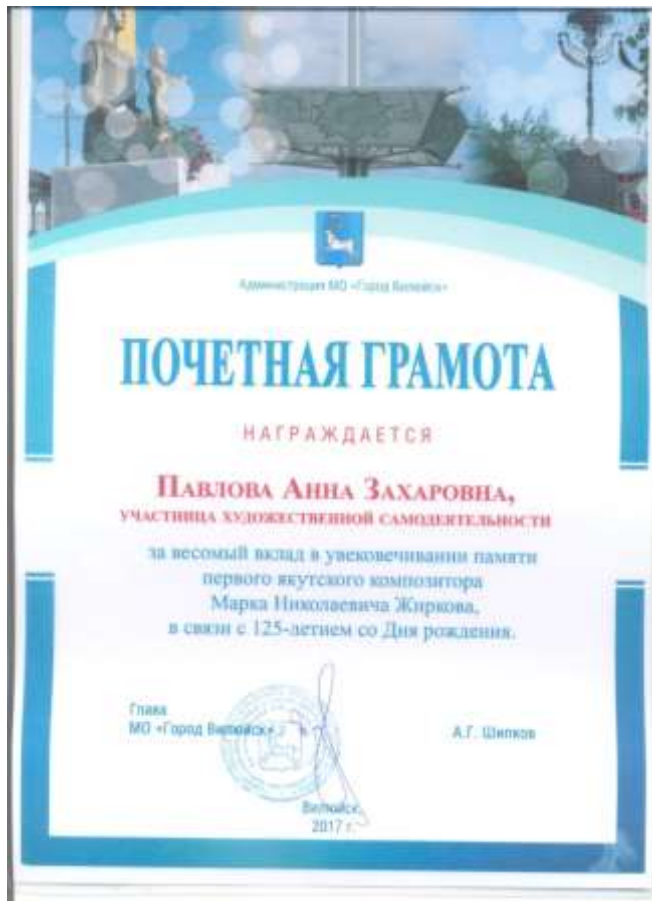 Администрация МО «Город Вилюйск»
ПОЧЕТНАЯ ГРАМОТА
НАГРАЖДАЕТСЯ
ПАВЛОВА АННА ЗАХАРОВНА,
УЧАСТНИЦА ХУДОЖЕСТВЕННОЙ САМОДЕЯТЕЛЬНОСТИ
за весомый вклад в увековечивании памяти
первого якутского композитора
Марка Николаевича Жиркова,
в связи с 125-летием со Дня рождения.
Глава
МО «Город Вилюйск»
А.Г. Шилков
Вилюйск,
2017 г.